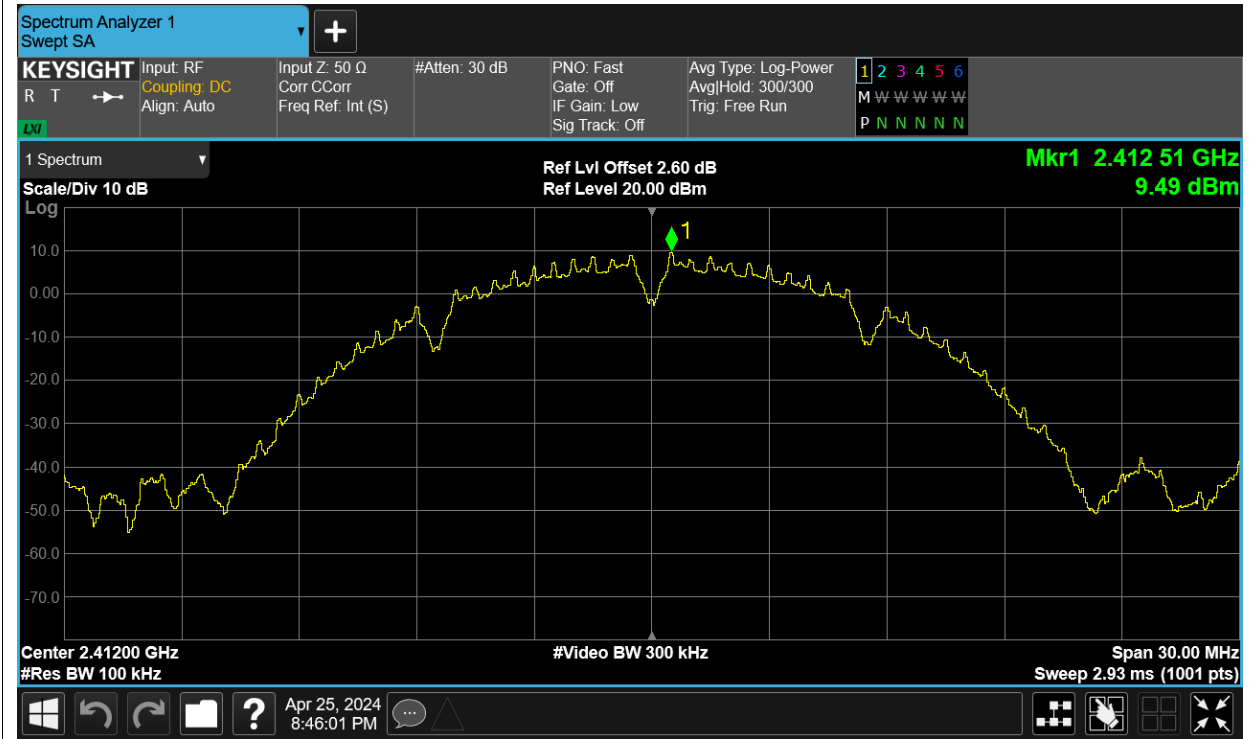 Spectrum Analyzer 1
Swept SA
+
KEYSIGHT
R T
LXI
Input: RF
Coupling: DC
Align: Auto
Input Z: 50 Ω
Corr CCorr
Freq Ref: Int (S)
#Atten: 30 dB
PNO: Fast
Gate: Off
IF Gain: Low
Sig Track: Off
Avg Type: Log-Power
Avg|Hold: 300/300
Trig: Free Run
1 2 3 4 5 6
M W W W W W
P N N N N N
1 Spectrum
Scale/Div 10 dB
Log
Ref Lvl Offset 2.60 dB
Ref Level 20.00 dBm
Mkr1 2.412 51 GHz
9.49 dBm
1
10.0
0.00
-10.0
-20.0
-30.0
-40.0
-50.0
-60.0
-70.0
Center 2.41200 GHz
#Res BW 100 kHz
#Video BW 300 kHz
Span 30.00 MHz
Sweep 2.93 ms (1001 pts)
?
Apr 25, 2024
8:46:01 PM